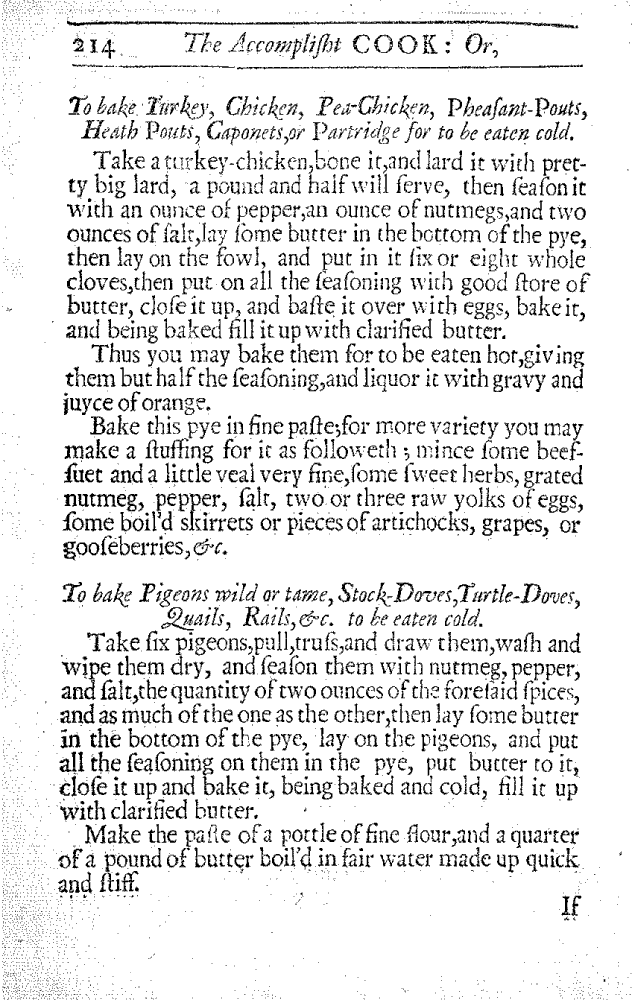 214 The Accompliſht COOK: Or,
To bake Turkey, Chicken, Pea-Chicken, Pheaſant-Pouts,
Heath Pouts, Caponets,or Partridge for to be eaten cold.
Take a turkey-chicken,bone it,and lard it with pret-
ty big lard, a pound and half will ſerve, then ſeaſon it
with an ounce of pepper,an ounce of nutmegs,and two
ounces of ſalt,lay ſome butter in the bottom of the pye,
then lay on the fowl, and put in it ſix or eight whole
cloves,then put on all the ſeaſoning with good ſtore of
butter, cloſe it up, and baſte it over with eggs, bake it,
and being baked fill it up with clarified butter.
Thus you may bake them for to be eaten hot,giving
them but half the ſeaſoning,and liquor it with gravy and
juyce of orange.
Bake this pye in fine paſte;for more variety you may
make a ſtuffing for it as followeth ; mince ſome beef-
ſuet and a little veal very fine,ſome ſweet herbs, grated
nutmeg, pepper, ſalt, two or three raw yolks of eggs,
ſome boil'd skirrets or pieces of artichocks, grapes, or
gooſeberries, &c.
To bake Pigeons wild or tame, Stock-Doves,Turtle-Doves,
Quails, Rails,&c. to be eaten cold.
Take ſix pigeons,pull,truſs,and draw them,waſh and
wipe them dry, and ſeaſon them with nutmeg, pepper,
and ſalt,the quantity of two ounces of the foreſaid ſpices,
and as much of the one as the other,then lay ſome butter
in the bottom of the pye, lay on the pigeons, and put
all the ſeaſoning on them in the pye, put butter to it,
cloſe it up and bake it, being baked and cold, fill it up
with clarified butter.
Make the paſte of a pottle of fine flour,and a quarter
of a pound of butter boil'd in fair water made up quick
and ſtiff.
If